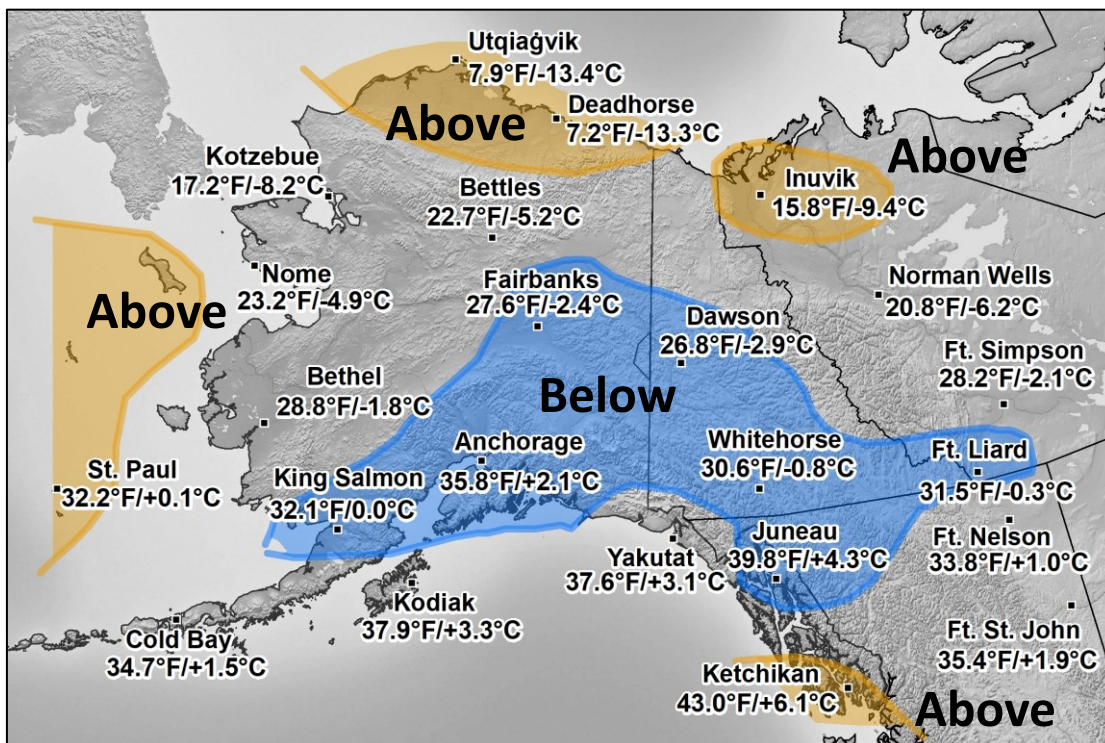 Utqiaġvik
7.9°F/-13.4°C
Above
Deadhorse
7.2°F/-13.3°C
Above
Kotzebue
17.2°F/-8.2°C
Inuvik
15.8°F/-9.4°C
Bettles
22.7°F/-5.2°C
Nome
23.2°F/-4.9°C
Above
Fairbanks
27.6°F/-2.4°C
Norman Wells
20.8°F/-6.2°C
Dawson
26.8°F/-2.9°C
Ft. Simpson
28.2°F/-2.1°C
Bethel
28.8°F/-1.8°C
Below
Anchorage
35.8°F/+2.1°C
Whitehorse
30.6°F/-0.8°C
Ft. Liard
31.5°F/-0.3°C
St. Paul
32.2°F/+0.1°C
King Salmon
32.1°F/0.0°C
Juneau
39.8°F/+4.3°C
Ft. Nelson
33.8°F/+1.0°C
Yakutat
37.6°F/+3.1°C
Kodiak
37.9°F/+3.3°C
Cold Bay
34.7°F/+1.5°C
Ft. St. John
35.4°F/+1.9°C
Ketchikan
43.0°F/+6.1°C
Above